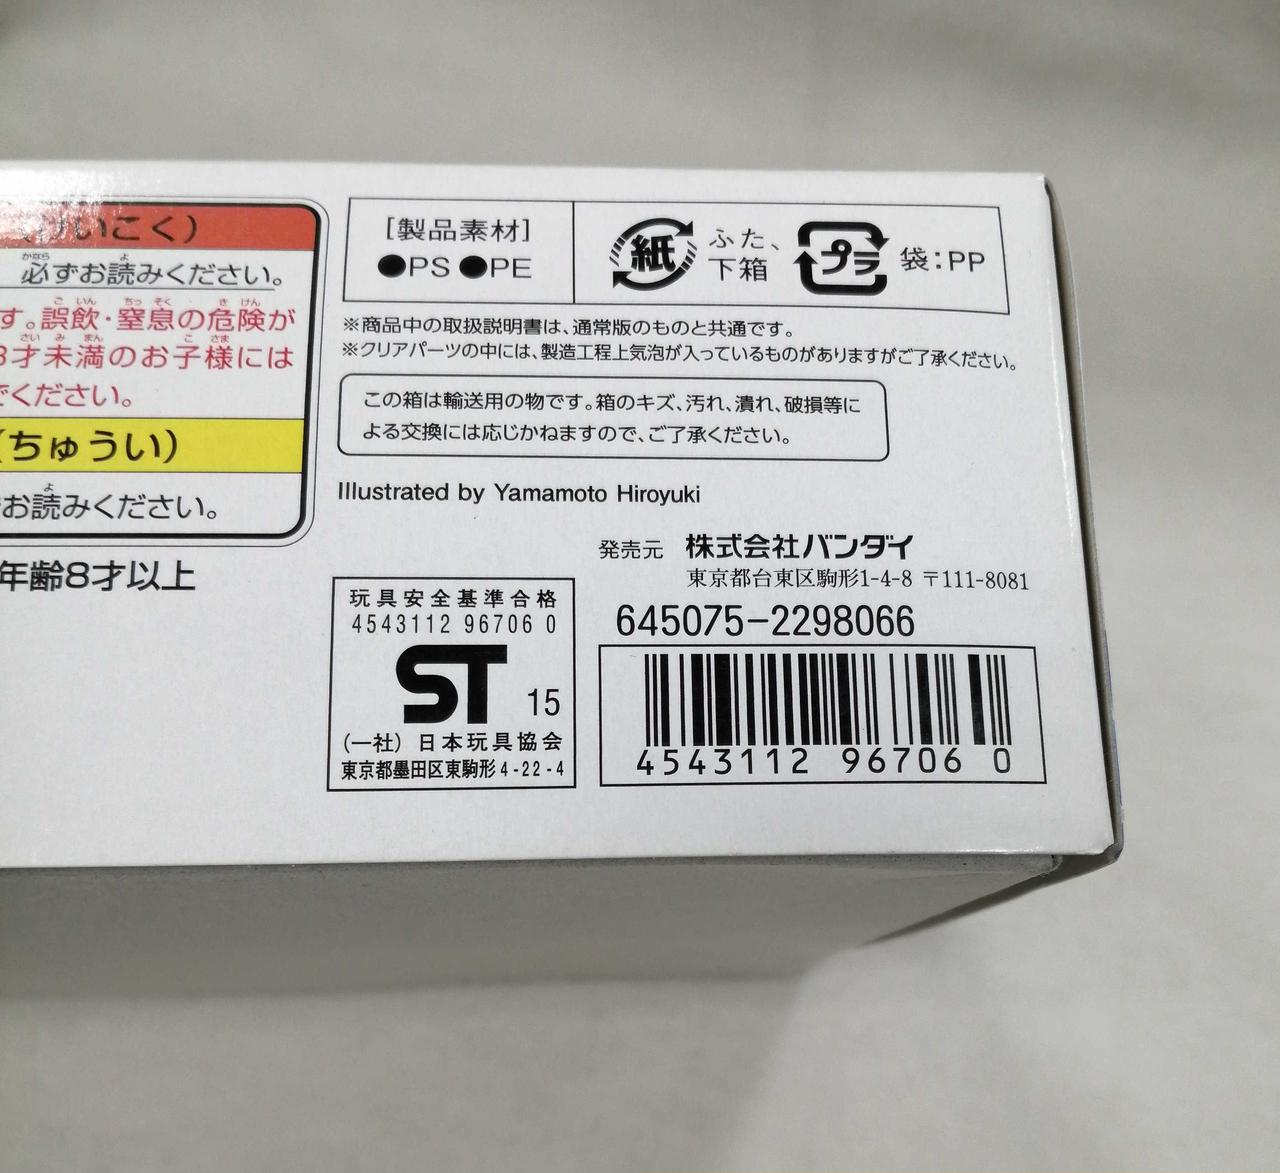 (けいこく)
必ずお読みください。
す。誤飲・窒息の危険が
3才未満のお子様には
でください。
(ちゅうい)
お読みください。
年齢8才以上
[製品素材]
●PS●PE
紙 ふた、下箱
プラ 袋:PP
※商品中の取扱説明書は、通常版のものと共通です。
※クリアパーツの中には、製造工程上気泡が入っているものがありますがご了承ください。
この箱は輸送用の物です。箱のキズ、汚れ、潰れ、破損等に
よる交換には応じかねますので、ご了承ください。
Illustrated by Yamamoto Hiroyuki
発売元 株式会社バンダイ
東京都台東区駒形1-4-8 〒111-8081
645075-2298066
4543112 96706 0
玩具安全基準合格
4543112 96706 0
ST 15
(一社)日本玩具協会
東京都墨田区東駒形4-22-4